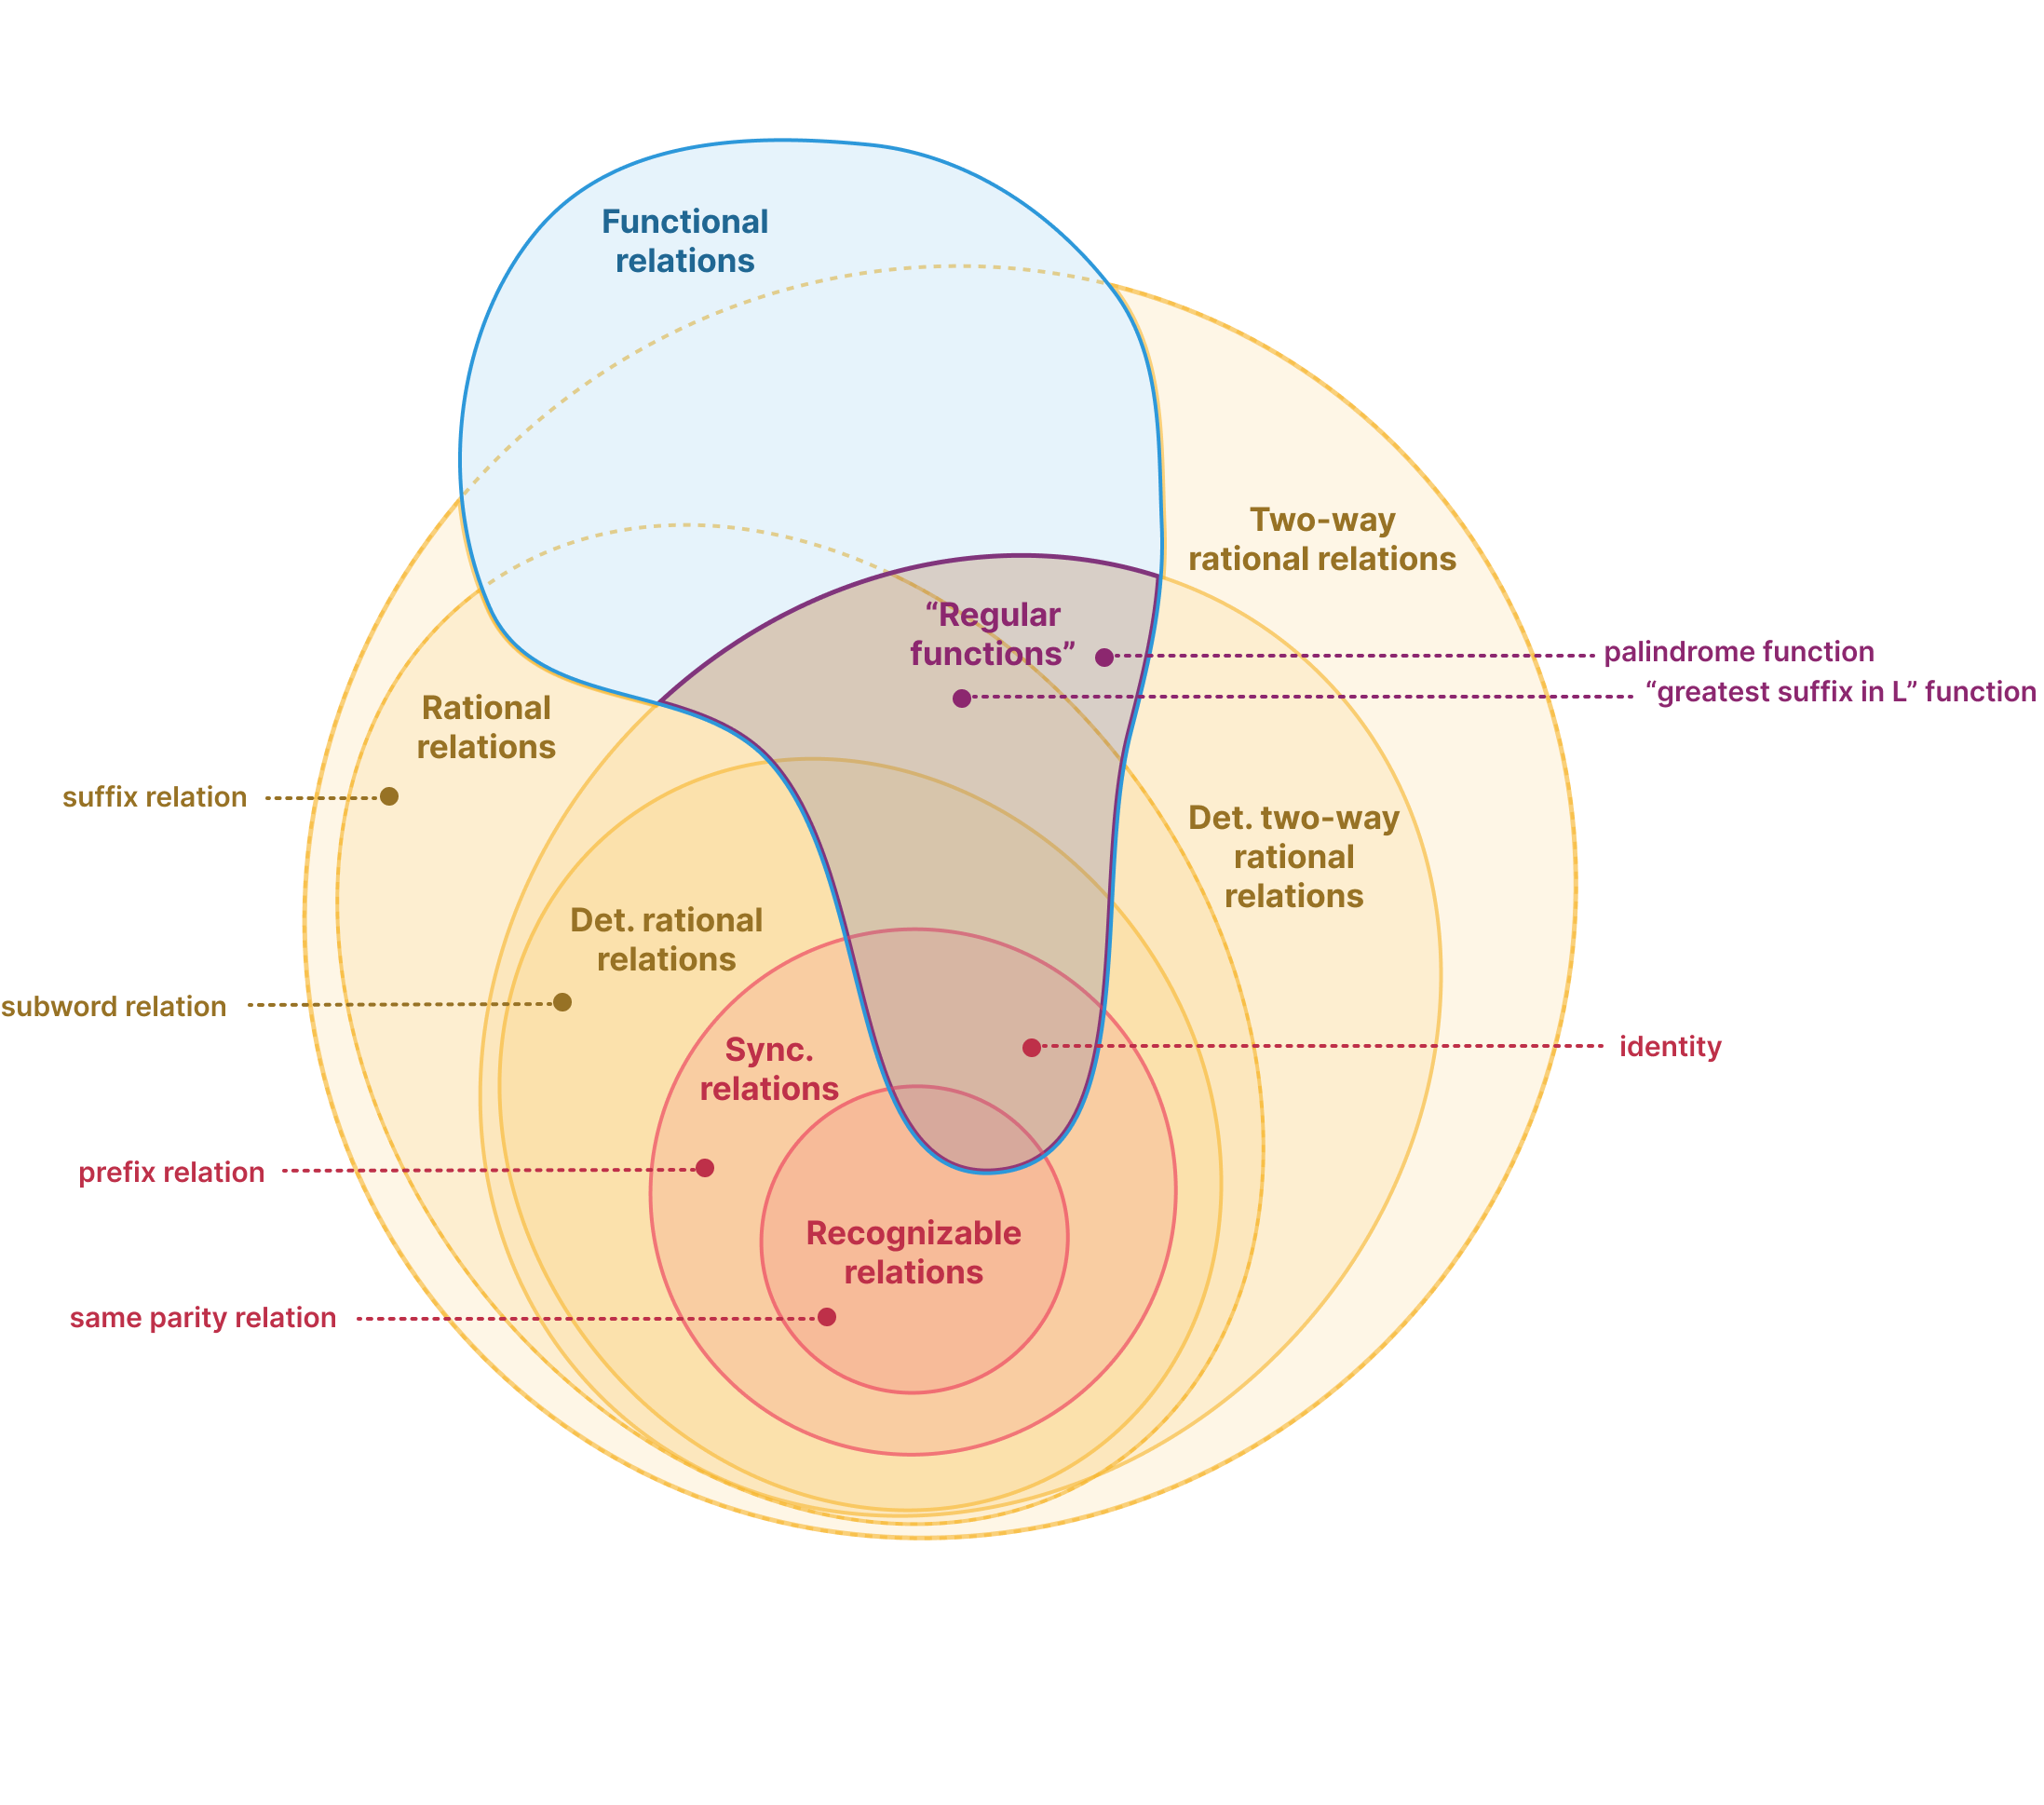 Functional
relations
Two-way
rational relations
“Regular
functions”
palindrome function
“greatest suffix in L” function
Rational
relations
suffix relation
Det. two-way
rational
relations
Det. rational
relations
subword relation
Sync.
relations
identity
prefix relation
Recognizable
relations
same parity relation